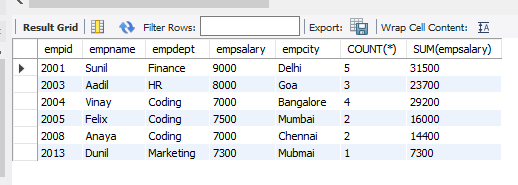 Result Grid Filter Rows: Export: Wrap Cell Content: IA
empid empname empdept empsalary empcity COUNT(*) SUM(empsalary)
2001 Sunil Finance 9000 Delhi 5 31500
2003 Aadil HR 8000 Goa 3 23700
2004 Vinay Coding 7000 Bangalore 4 29200
2005 Felix Coding 7500 Mumbai 2 16000
2008 Anaya Coding 7000 Chennai 2 14400
2013 Dunil Marketing 7300 Mubmai 1 7300